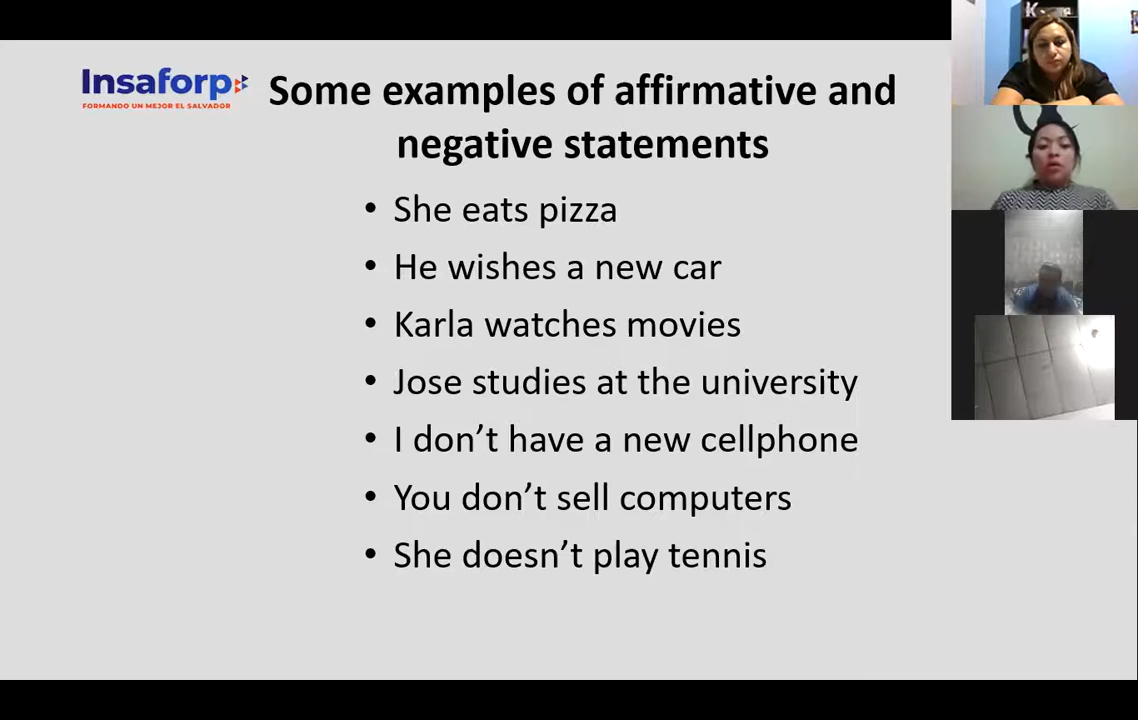 Insaforp
FORMANDO UN MEJOR EL SALVADOR
Some examples of affirmative and
negative statements
• She eats pizza
• He wishes a new car
• Karla watches movies
• Jose studies at the university
• I don’t have a new cellphone
• You don’t sell computers
• She doesn’t play tennis